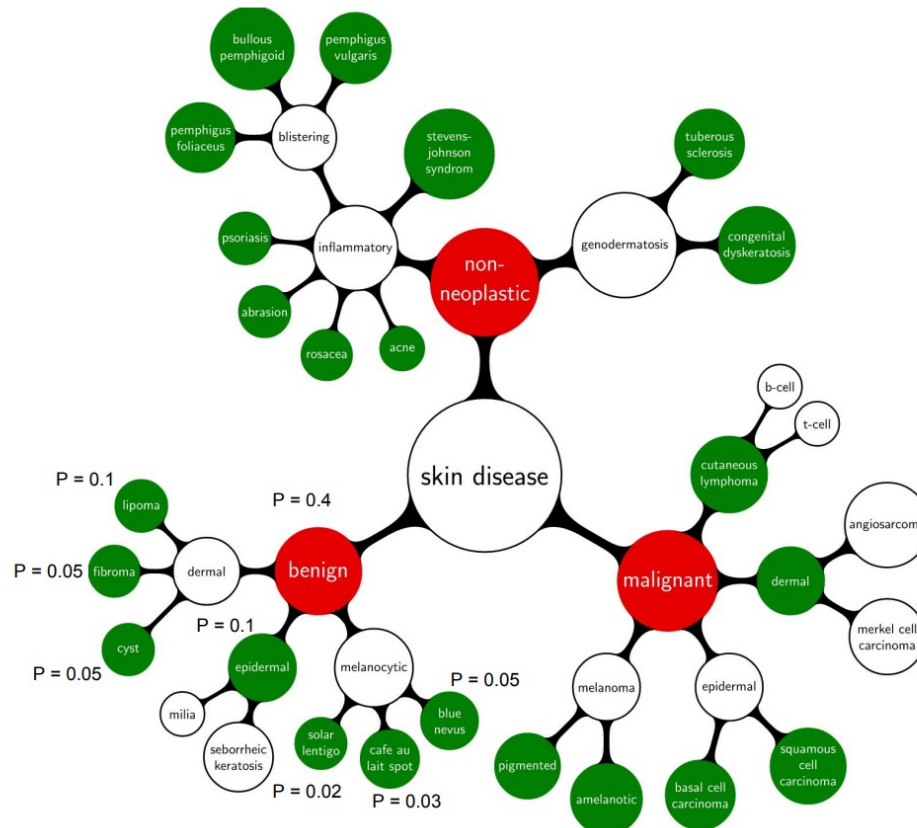 bullous
pemphigoid
pemphigus
vulgaris
pemphigus
foliaceus
blistering
stevens-
johnson
syndrom
tuberous
sclerosis
psoriasis
inflammatory
non-
neoplastic
genodermatosis
congenital
dyskeratosis
abrasion
rosacea
acne
b-cell
t-cell
skin disease
cutaneous
lymphoma
P = 0.1
P = 0.4
lipoma
angiosarcom
P = 0.05
fibroma
dermal
benign
malignant
dermal
P = 0.1
cyst
P = 0.05
epidermal
melanocytic
P = 0.05
merkel cell
carcinoma
melanoma
epidermal
milia
seborrheic
keratosis
solar
lentigo
cafe au
lait spot
blue
nevus
P = 0.02
P = 0.03
pigmented
amelanotic
basal cell
carcinoma
squamous
cell
carcinoma